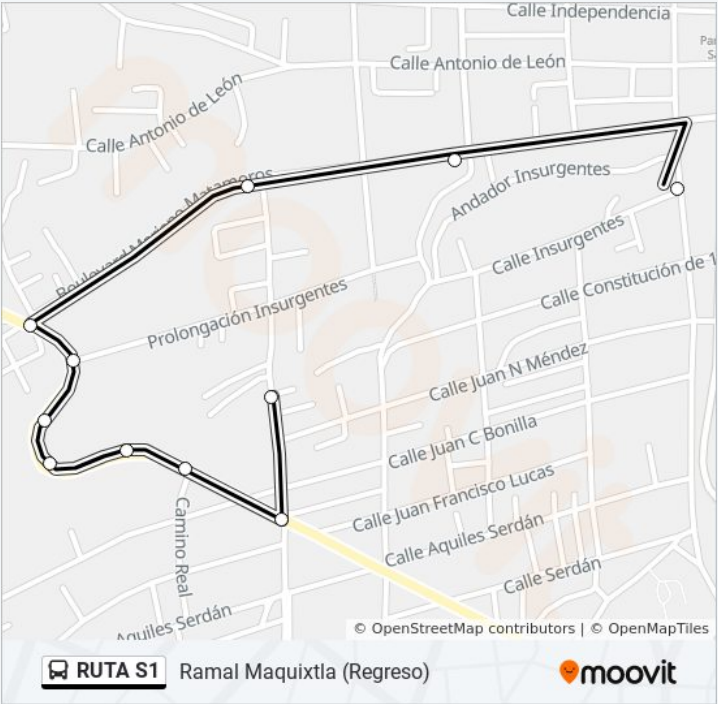 Calle Independencia
Calle Antonio de León
Calle Antonio de León
Boulevard Mariano Matamoros
Andador Insurgentes
Calle Insurgentes
Calle Constitución de 1
Prolongación Insurgentes
Calle Juan N Méndez
Calle Juan C Bonilla
Calle Juan Francisco Lucas
Calle Aquiles Serdán
Calle Serdán
Camino Real
Aquiles Serdán
© OpenStreetMap contributors | © OpenMapTiles
RUTA S1 Ramal Maquixtla (Regreso)
moovit